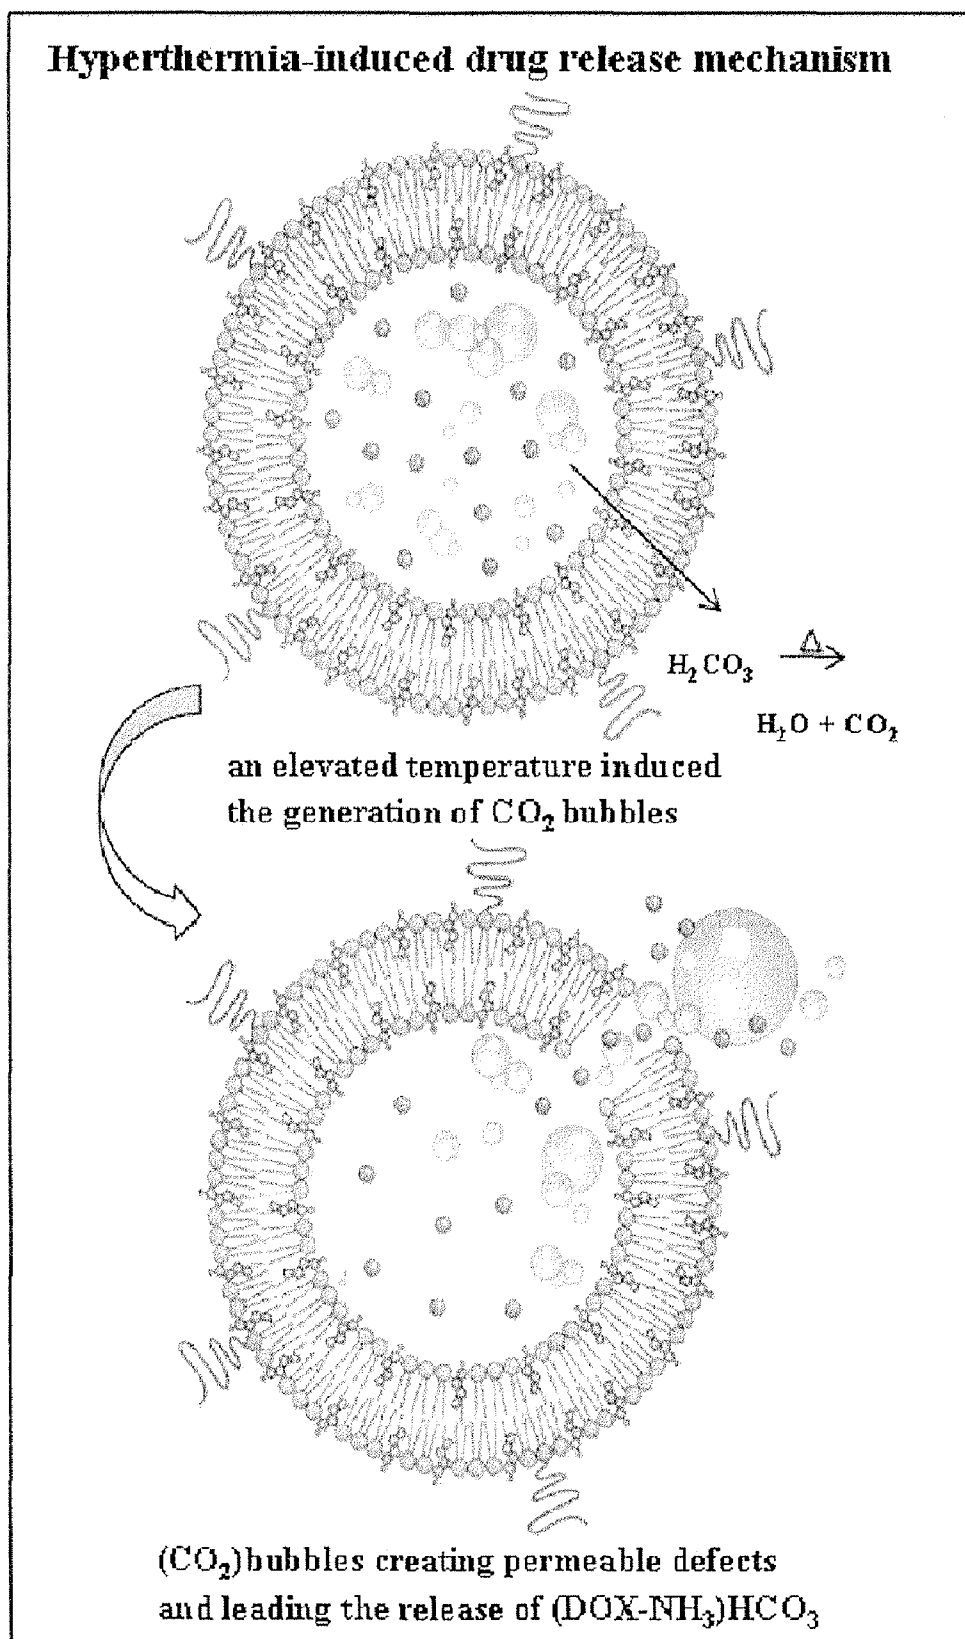 Hyperthermia-induced drug release mechanism
H₂CO₃ Δ
H₂O + CO₂
an elevated temperature induced
the generation of CO₂ bubbles
(CO₂)bubbles creating permeable defects
and leading the release of (DOX-NH₃)HCO₃